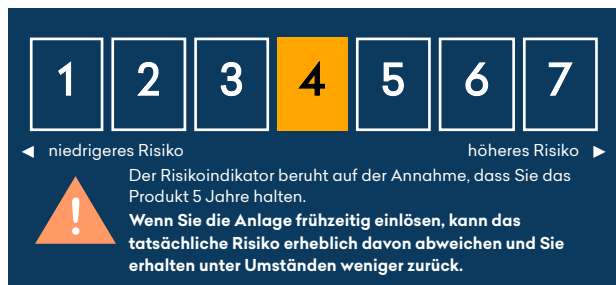 1 2 3 4 5 6 7
◄ niedrigeres Risiko höheres Risiko ►
Der Risikoindikator beruht auf der Annahme, dass Sie das
Produkt 5 Jahre halten.
!
Wenn Sie die Anlage frühzeitig einlösen, kann das
tatsächliche Risiko erheblich davon abweichen und Sie
erhalten unter Umständen weniger zurück.